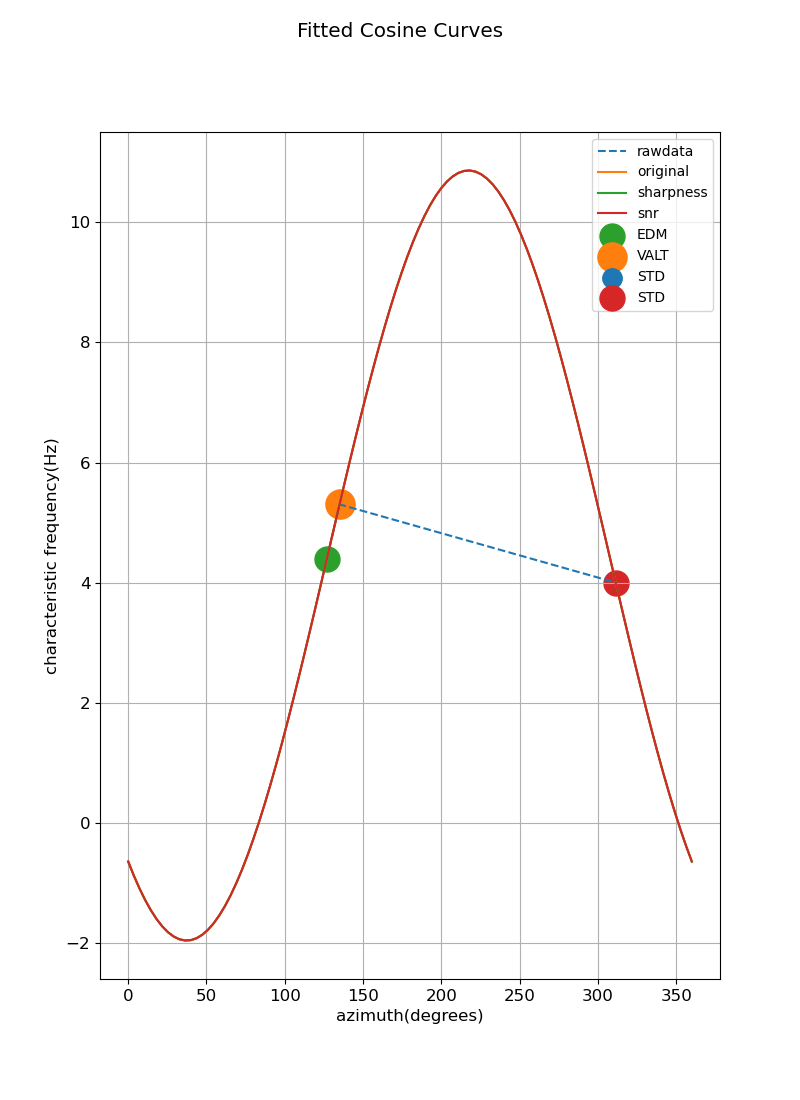 Fitted Cosine Curves
rawdata
original
sharpness
snr
EDM
VALT
STD
STD
characteristic frequency(Hz)
10
8
6
4
2
0
−2
0 50 100 150 200 250 300 350
azimuth(degrees)